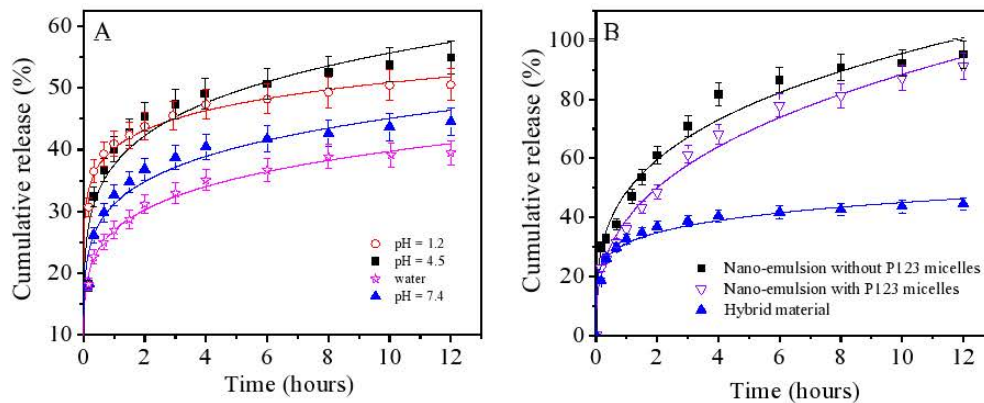 A
Cumulative release (%)
60
50
40
30
20
10
pH = 1.2
pH = 4.5
water
pH = 7.4
0 2 4 6 8 10 12
Time (hours)
B
Cumulative release (%)
100
80
60
40
20
0
Nano-emulsion without P123 micelles
Nano-emulsion with P123 micelles
Hybrid material
0 2 4 6 8 10 12
Time (hours)